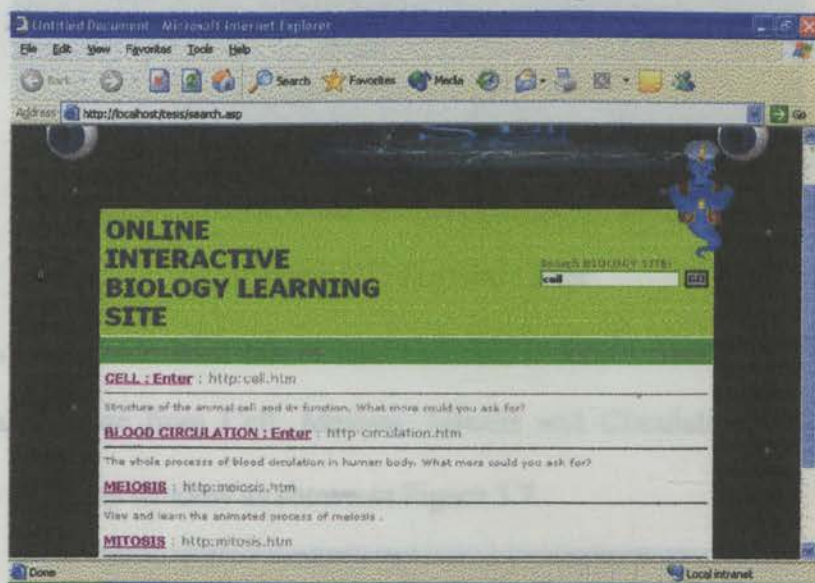 Untitled Document - Microsoft Internet Explorer
File Edit View Favorites Tools Help
Back Search Favorites Media
Address http://localhost/tesis/search.asp Go
ONLINE
INTERACTIVE
BIOLOGY LEARNING
SITE
Search BIOLOGY SITE:
cell GO
CELL : Enter : http:cell.htm
Structure of the animal cell and its function. What more could you ask for?
BLOOD CIRCULATION : Enter : http:circulation.htm
The whole process of blood circulation in human body. What more could you ask for?
MEIOSIS : http:meiosis.htm
View and learn the animated process of meiosis .
MITOSIS : http:mitosis.htm
Done Local intranet